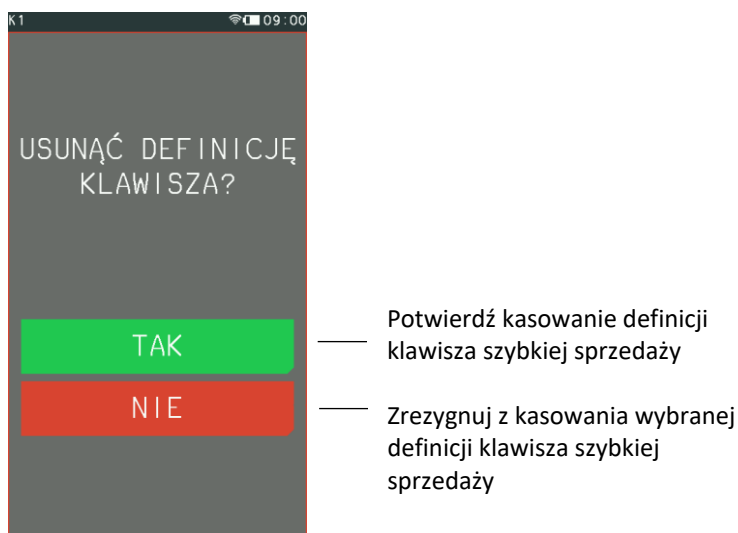 K1 09:00
USUNĄĆ DEFINICJĘ
KLAWISZA?
TAK
NIE
Potwierdź kasowanie definicji
klawisza szybkiej sprzedaży
Zrezygnuj z kasowania wybranej
definicji klawisza szybkiej
sprzedaży